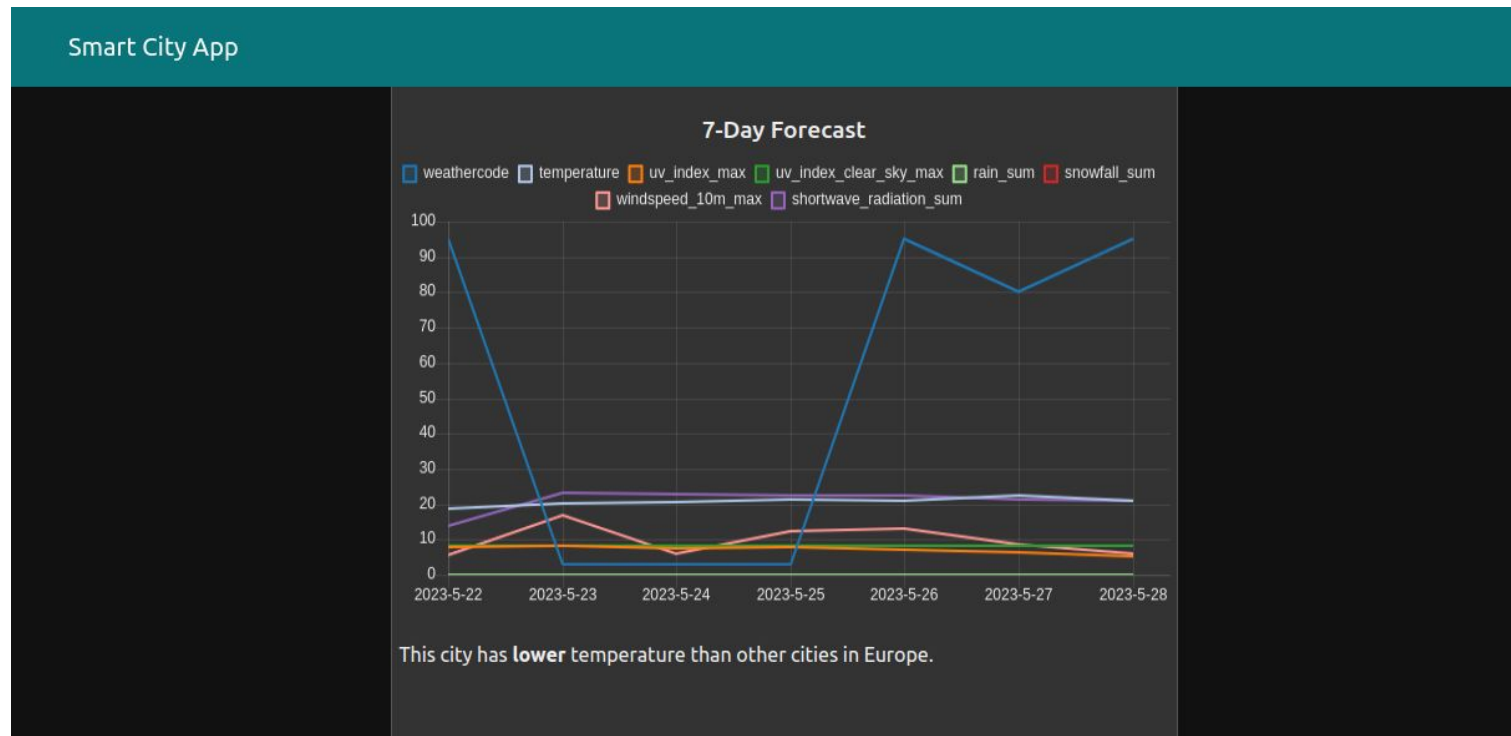 Smart City App
7-Day Forecast
weathercode temperature uv_index_max uv_index_clear_sky_max rain_sum snowfall_sum
windspeed_10m_max shortwave_radiation_sum
100
90
80
70
60
50
40
30
20
10
0
2023-5-22 2023-5-23 2023-5-24 2023-5-25 2023-5-26 2023-5-27 2023-5-28
This city has lower temperature than other cities in Europe.